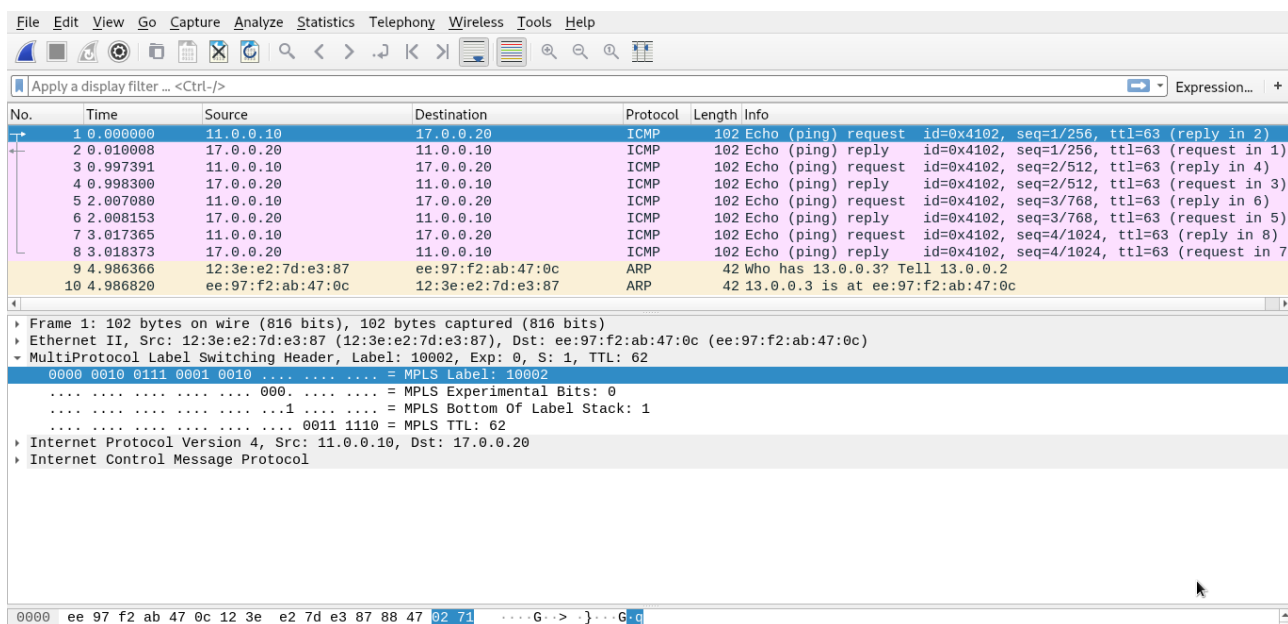 File Edit View Go Capture Analyze Statistics Telephony Wireless Tools Help
Apply a display filter ... <Ctrl-/> Expression... +
No. Time Source Destination Protocol Length Info
1 0.000000 11.0.0.10 17.0.0.20 ICMP 102 Echo (ping) request id=0x4102, seq=1/256, ttl=63 (reply in 2)
2 0.010008 17.0.0.20 11.0.0.10 ICMP 102 Echo (ping) reply id=0x4102, seq=1/256, ttl=63 (request in 1)
3 0.997391 11.0.0.10 17.0.0.20 ICMP 102 Echo (ping) request id=0x4102, seq=2/512, ttl=63 (reply in 4)
4 0.998300 17.0.0.20 11.0.0.10 ICMP 102 Echo (ping) reply id=0x4102, seq=2/512, ttl=63 (request in 3)
5 2.007080 11.0.0.10 17.0.0.20 ICMP 102 Echo (ping) request id=0x4102, seq=3/768, ttl=63 (reply in 6)
6 2.008153 17.0.0.20 11.0.0.10 ICMP 102 Echo (ping) reply id=0x4102, seq=3/768, ttl=63 (request in 5)
7 3.017365 11.0.0.10 17.0.0.20 ICMP 102 Echo (ping) request id=0x4102, seq=4/1024, ttl=63 (reply in 8)
8 3.018373 17.0.0.20 11.0.0.10 ICMP 102 Echo (ping) reply id=0x4102, seq=4/1024, ttl=63 (request in 7
9 4.986366 12:3e:e2:7d:e3:87 ee:97:f2:ab:47:0c ARP 42 Who has 13.0.0.3? Tell 13.0.0.2
10 4.986820 ee:97:f2:ab:47:0c 12:3e:e2:7d:e3:87 ARP 42 13.0.0.3 is at ee:97:f2:ab:47:0c
Frame 1: 102 bytes on wire (816 bits), 102 bytes captured (816 bits)
Ethernet II, Src: 12:3e:e2:7d:e3:87 (12:3e:e2:7d:e3:87), Dst: ee:97:f2:ab:47:0c (ee:97:f2:ab:47:0c)
MultiProtocol Label Switching Header, Label: 10002, Exp: 0, S: 1, TTL: 62
0000 0010 0111 0001 0010 .... .... .... = MPLS Label: 10002
.... .... .... .... .... 000. .... .... = MPLS Experimental Bits: 0
.... .... .... .... .... ...1 .... .... = MPLS Bottom Of Label Stack: 1
.... .... .... .... .... .... 0011 1110 = MPLS TTL: 62
Internet Protocol Version 4, Src: 11.0.0.10, Dst: 17.0.0.20
Internet Control Message Protocol
0000 ee 97 f2 ab 47 0c 12 3e e2 7d e3 87 88 47 02 71 ····G··> ·}···G·q